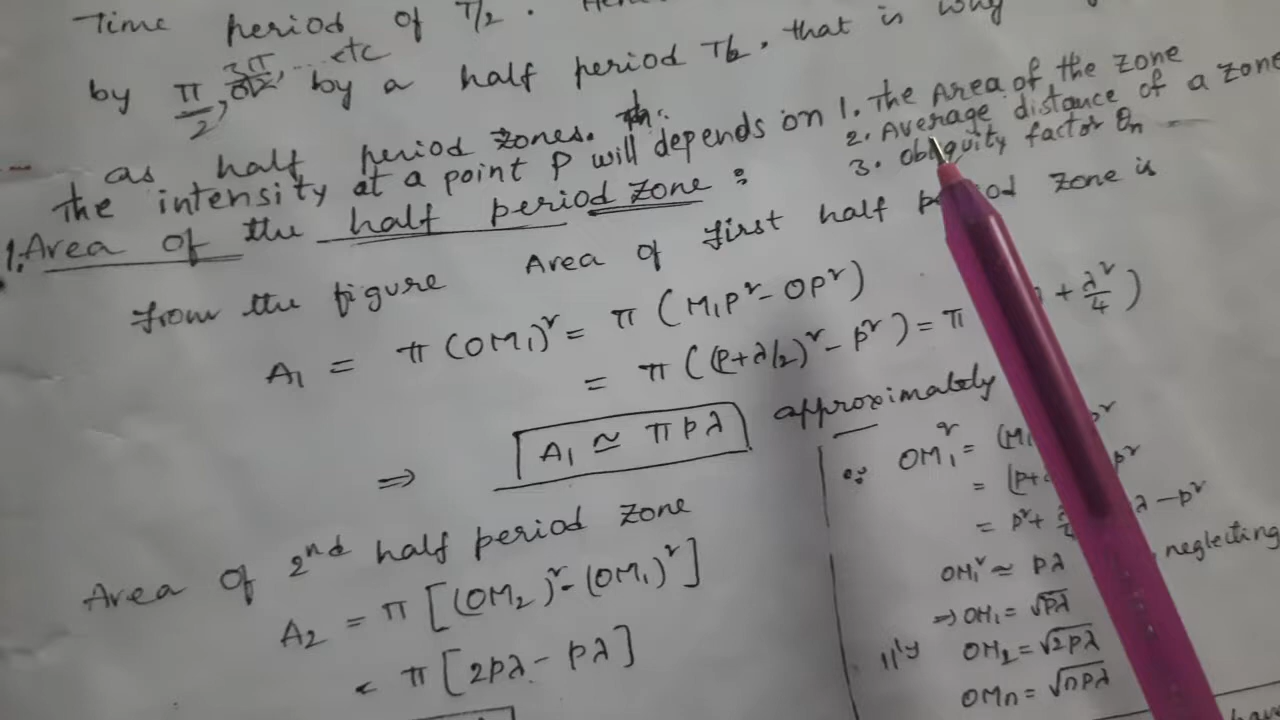 Time period of T/2.
by π/2, 3π/2, ... etc by a half period T/2. that is why
as half period zones.
the intensity at a point P will depends on 1. The Area of the zone
2. Average distance of a zone
3. Obliquity factor θn
1. Area of the half period zone :
from the figure Area of first half period zone is
A₁ = π(OM₁)² = π(M₁P² - OP²)
= π((P+λ/2)² - P²) = π + λ²/4)
⇒ A₁ ≃ πpλ approximately
Area of 2nd half period zone
A₂ = π[(OM₂)² - (OM₁)²]
= π[2pλ - pλ]
∵ OM₁² =
= (P+
= P² + λ - P²
neglecting
OM₁² ≃ pλ
⇒ OM₁ = √pλ
||ly OM₂ = √2pλ
OMn = √npλ